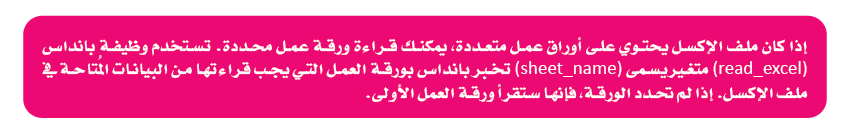 إذا كان ملف الإكسل يحتوي على أوراق عمل متعددة، يمكنك قراءة ورقة عمل محددة. تستخدم وظيفة بانداس
(read_excel) متغير يسمى (sheet_name) تخبر بانداس بورقة العمل التي يجب قراءتها من البيانات المُتاحة في
ملف الإكسل. إذا لم تحدد الورقة، فإنها ستقرأ ورقة العمل الأولى.